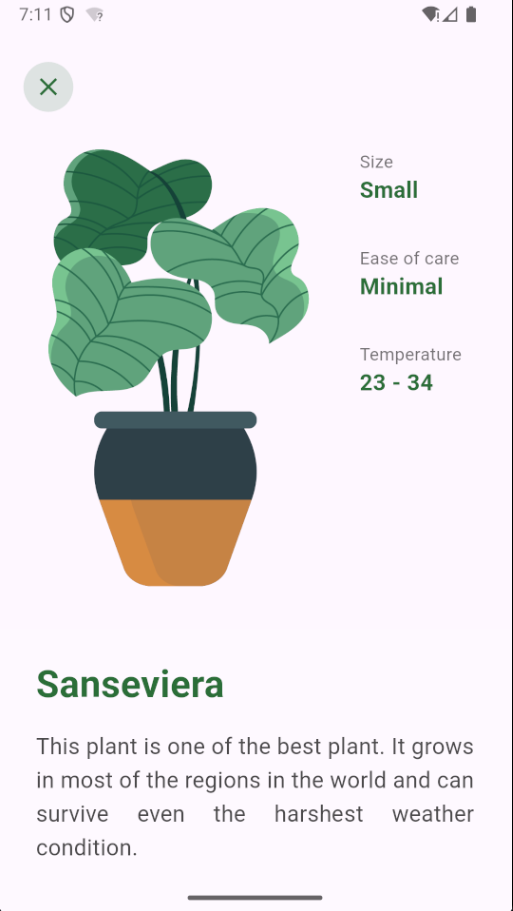 7:11
Size
Small
Ease of care
Minimal
Temperature
23 - 34
Sanseviera
This plant is one of the best plant. It grows
in most of the regions in the world and can
survive even the harshest weather
condition.